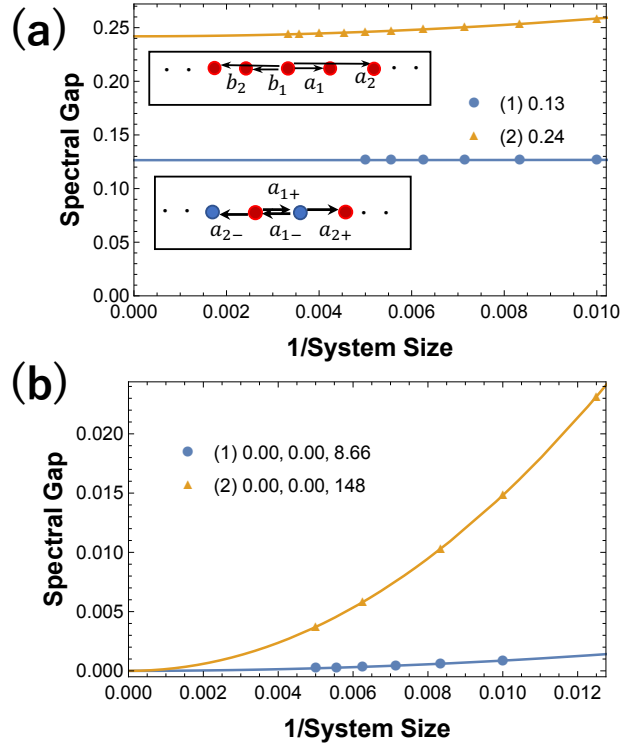 (a)
Spectral Gap
0.25
0.20
0.15
0.10
0.05
0.00
b₂ b₁ a₁ a₂
(1) 0.13
(2) 0.24
a₁₊
a₂₋ a₁₋ a₂₊
0.000 0.002 0.004 0.006 0.008 0.010
1/System Size
(b)
Spectral Gap
0.020
0.015
0.010
0.005
0.000
(1) 0.00, 0.00, 8.66
(2) 0.00, 0.00, 148
0.000 0.002 0.004 0.006 0.008 0.010 0.012
1/System Size